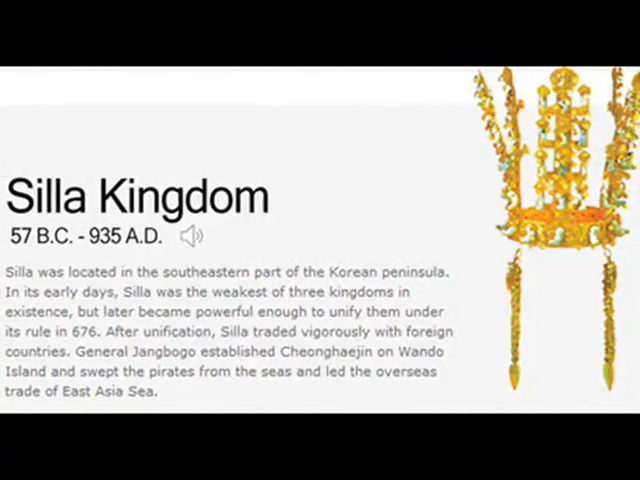 Silla Kingdom
57 B.C. - 935 A.D.
Silla was located in the southeastern part of the Korean peninsula.
In its early days, Silla was the weakest of three kingdoms in
existence, but later became powerful enough to unify them under
its rule in 676. After unification, Silla traded vigorously with foreign
countries. General Jangbogo established Cheonghaejin on Wando
Island and swept the pirates from the seas and led the overseas
trade of East Asia Sea.